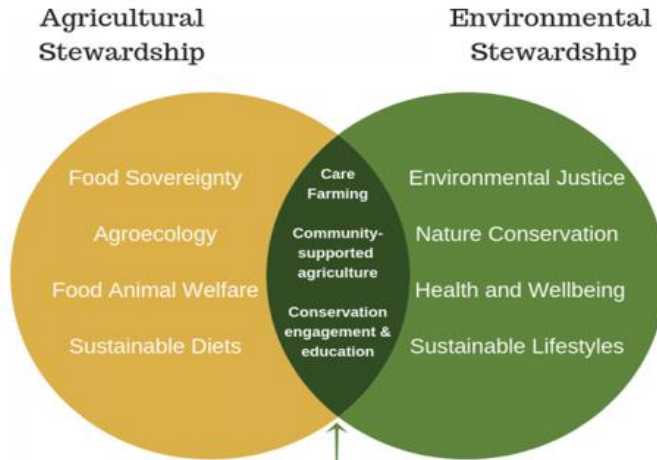 Agricultural
Stewardship
Environmental
Stewardship
Food Sovereignty
Agroecology
Food Animal Welfare
Sustainable Diets
Care
Farming
Community-
supported
agriculture
Conservation
engagement &
education
Environmental Justice
Nature Conservation
Health and Wellbeing
Sustainable Lifestyles